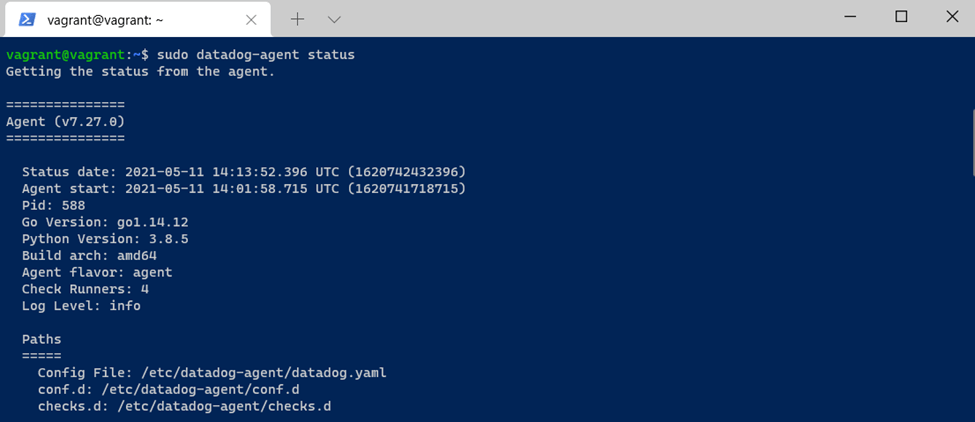 vagrant@vagrant: ~
vagrant@vagrant:~$ sudo datadog-agent status
Getting the status from the agent.
===============
Agent (v7.27.0)
===============
Status date: 2021-05-11 14:13:52.396 UTC (1620742432396)
Agent start: 2021-05-11 14:01:58.715 UTC (1620741718715)
Pid: 588
Go Version: go1.14.12
Python Version: 3.8.5
Build arch: amd64
Agent flavor: agent
Check Runners: 4
Log Level: info
Paths
=====
Config File: /etc/datadog-agent/datadog.yaml
conf.d: /etc/datadog-agent/conf.d
checks.d: /etc/datadog-agent/checks.d